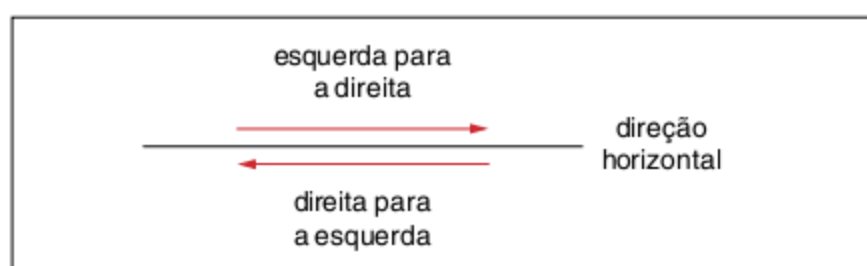 esquerda para
a direita
direção
horizontal
direita para
a esquerda